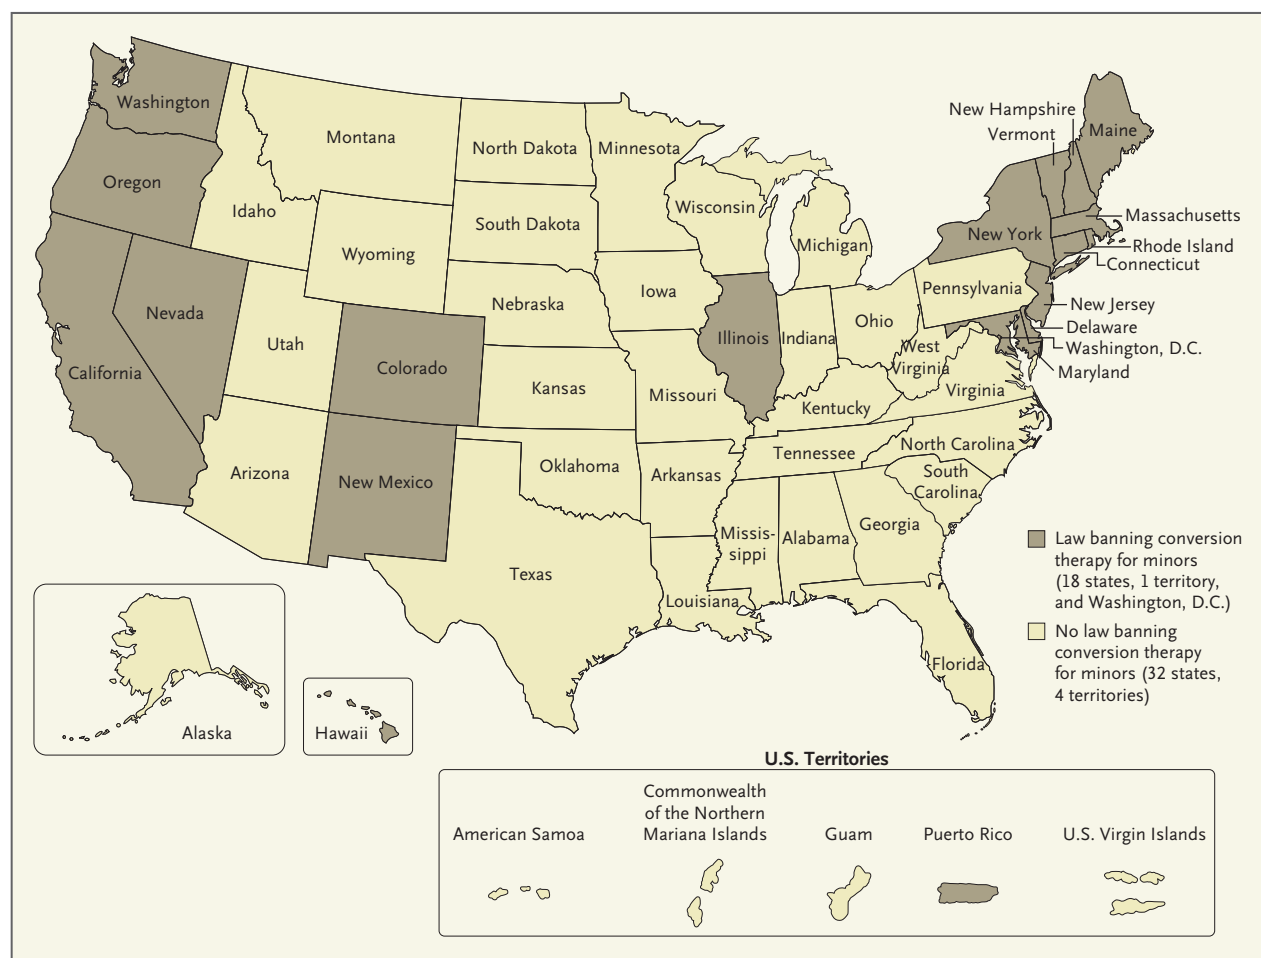 New Hampshire
Vermont
Maine
Washington
Montana
North Dakota
Minnesota
Oregon
Idaho
Wisconsin
Massachusetts
South Dakota
New York
Michigan
Rhode Island
Wyoming
Connecticut
Pennsylvania
Iowa
Nebraska
New Jersey
Nevada
Ohio
Delaware
Utah
Illinois
Indiana
West
Virginia
Washington, D.C.
California
Colorado
Maryland
Kansas
Missouri
Virginia
Kentucky
North Carolina
Tennessee
Arizona
Oklahoma
Arkansas
South
Carolina
New Mexico
Georgia
Missis-
sippi
Alabama
Law banning conversion
therapy for minors
(18 states, 1 territory,
and Washington, D.C.)
Texas
Louisiana
No law banning
conversion therapy
for minors (32 states,
4 territories)
Florida
Alaska
Hawaii
U.S. Territories
American Samoa
Commonwealth
of the Northern
Mariana Islands
Guam
Puerto Rico
U.S. Virgin Islands